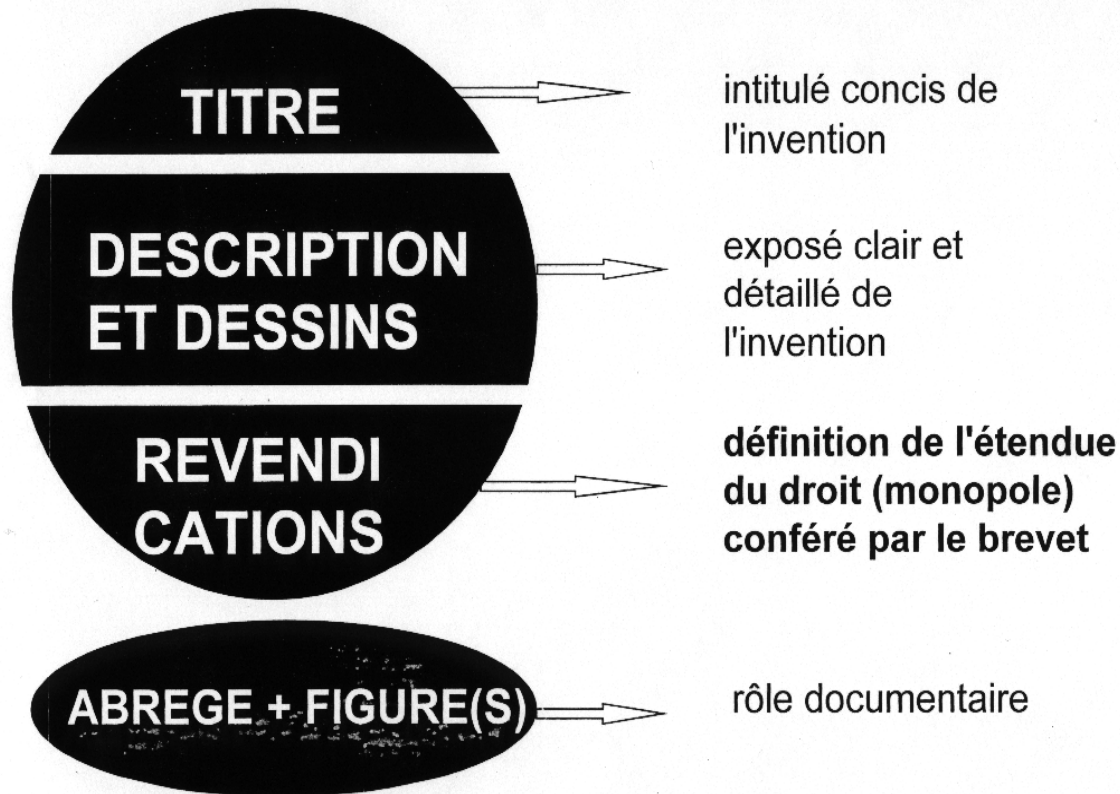 TITRE
intitulé concis de
l'invention
DESCRIPTION
ET DESSINS
exposé clair et
détaillé de
l'invention
REVENDI
CATIONS
définition de l'étendue
du droit (monopole)
conféré par le brevet
ABREGE + FIGURE(S)
rôle documentaire